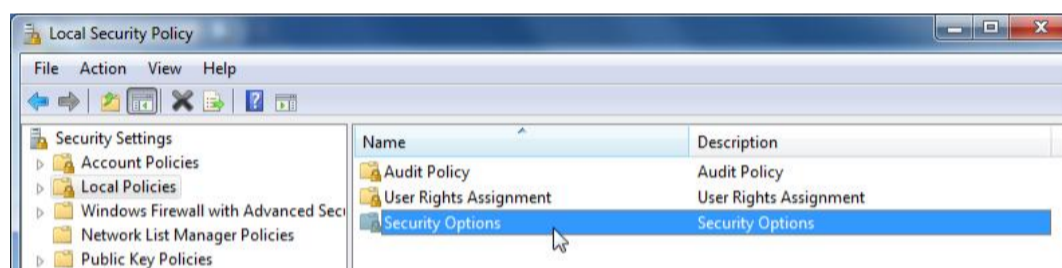 Local Security Policy
File Action View Help
Security Settings
Account Policies
Local Policies
Windows Firewall with Advanced Secu
Network List Manager Policies
Public Key Policies
Name Description
Audit Policy Audit Policy
User Rights Assignment User Rights Assignment
Security Options Security Options